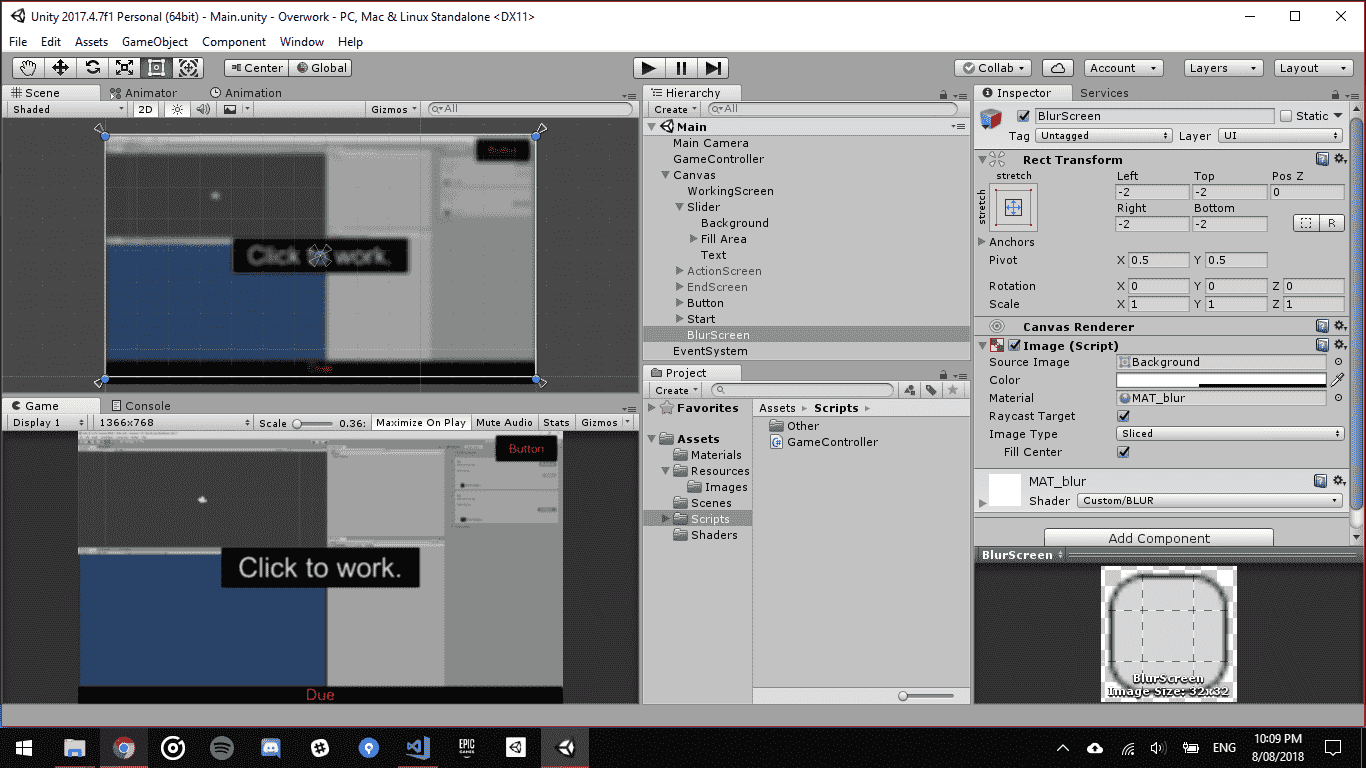 Unity 2017.4.7f1 Personal (64bit) - Main.unity - Overwork - PC, Mac & Linux Standalone <DX11>
File Edit Assets GameObject Component Window Help
Center Global Collab Account Layers Layout
Scene Animator Animation
Shaded 2D Gizmos All
Click to work.
Game Console
Display 1 1366x768 Scale 0.36: Maximize On Play Mute Audio Stats Gizmos
Button
Click to work.
Due
Hierarchy
Create All
Main
Main Camera
GameController
Canvas
WorkingScreen
Slider
Background
Fill Area
Text
ActionScreen
EndScreen
Button
Start
BlurScreen
EventSystem
Project
Create
Favorites
Assets
Materials
Resources
Images
Scenes
Scripts
Shaders
Assets Scripts
Other
GameController
Inspector Services
BlurScreen Static
Tag Untagged Layer UI
Rect Transform
stretch
stretch
Left Top Pos Z
-2 -2 0
Right Bottom
-2 -2 R
Anchors
Pivot X 0.5 Y 0.5
Rotation X 0 Y 0 Z 0
Scale X 1 Y 1 Z 1
Canvas Renderer
Image (Script)
Source Image Background
Color
Material MAT_blur
Raycast Target
Image Type Sliced
Fill Center
MAT_blur
Shader Custom/BLUR
Add Component
BlurScreen
BlurScreen
Image Size: 32x32
EPIC GAMES
ENG
10:09 PM
8/08/2018